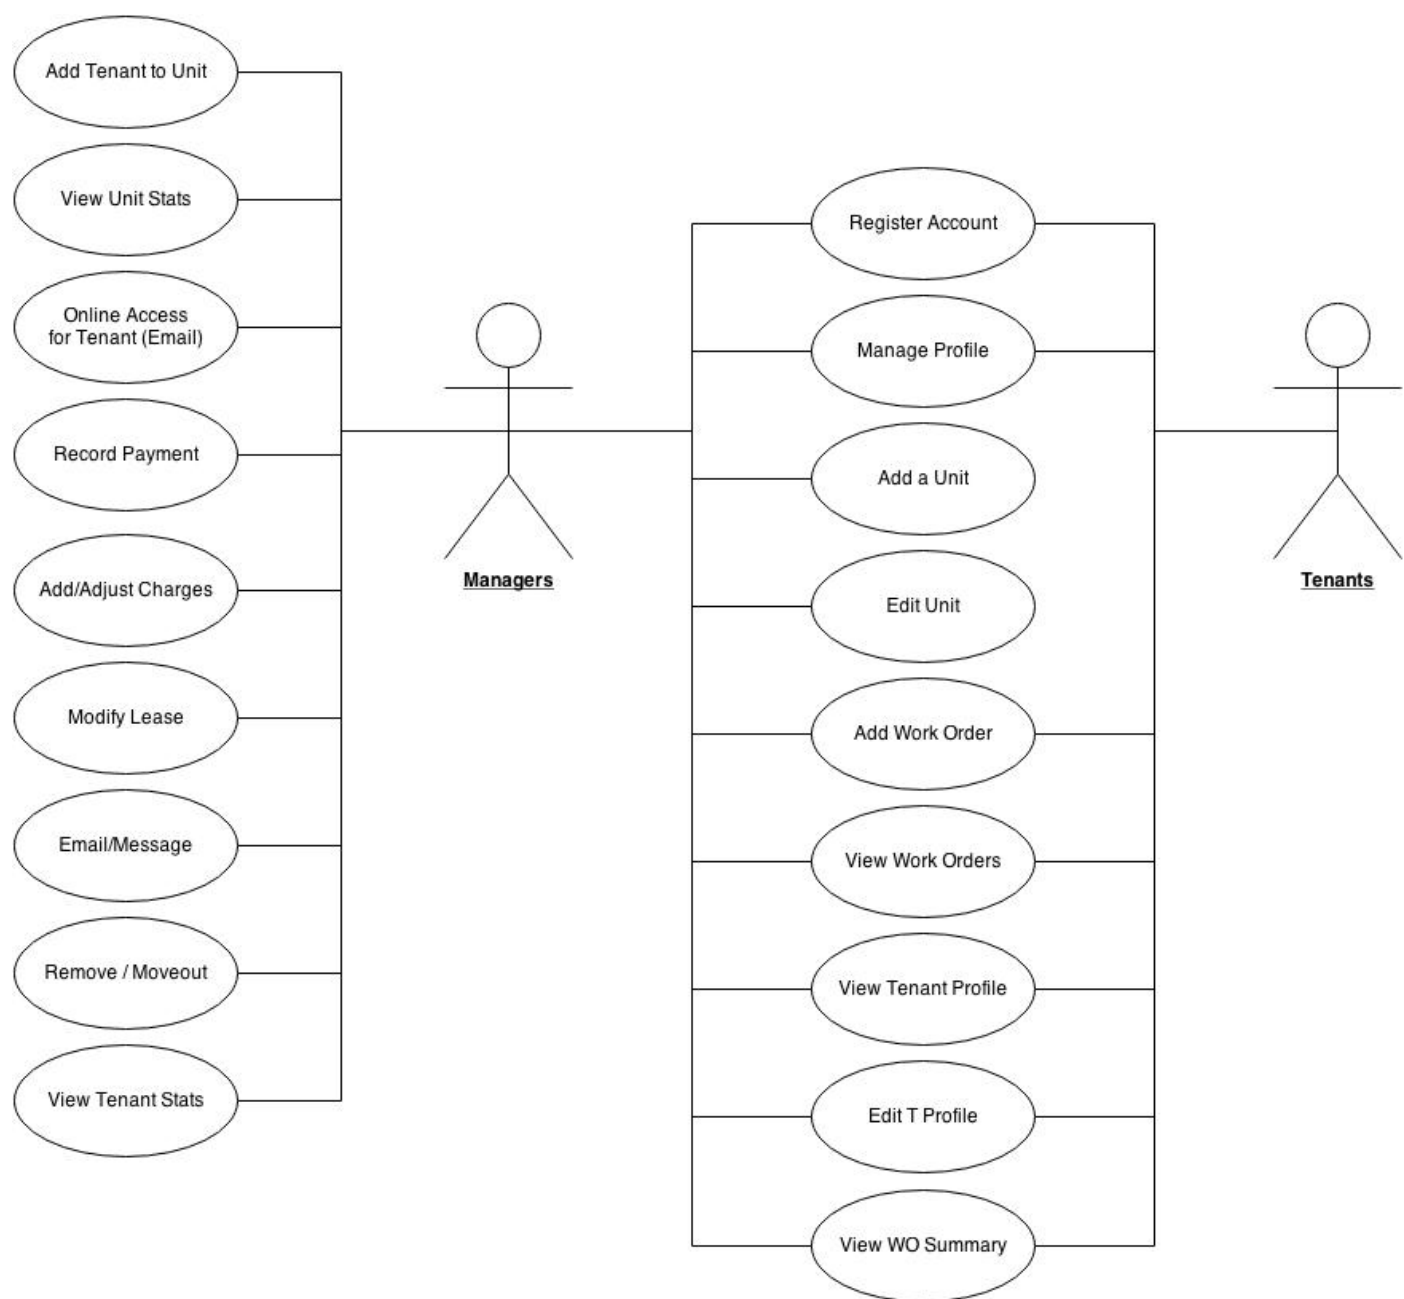 Add Tenant to Unit
View Unit Stats
Online Access
for Tenant (Email)
Record Payment
Add/Adjust Charges
Modify Lease
Email/Message
Remove / Moveout
View Tenant Stats
Managers
Register Account
Manage Profile
Add a Unit
Edit Unit
Add Work Order
View Work Orders
View Tenant Profile
Edit T Profile
View WO Summary
Tenants